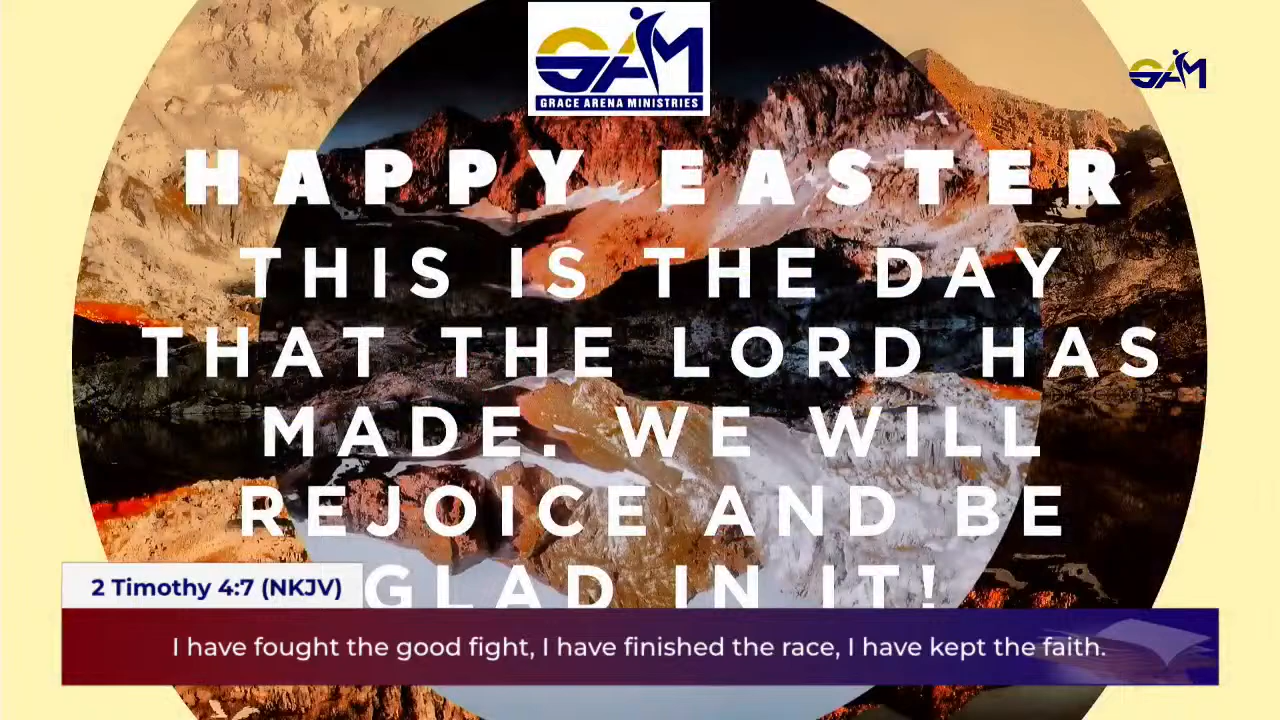 GAM
GRACE ARENA MINISTRIES
GAM
HAPPY EASTER
THIS IS THE DAY
THAT THE LORD HAS
MADE. WE WILL
REJOICE AND BE
GLAD IN IT!
2 Timothy 4:7 (NKJV)
I have fought the good fight, I have finished the race, I have kept the faith.